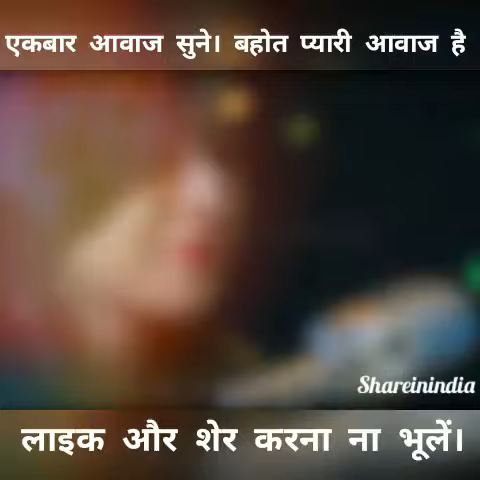 एकबार आवाज सुने। बहोत प्यारी आवाज है
Shareinindia
लाइक और शेर करना ना भूलें।